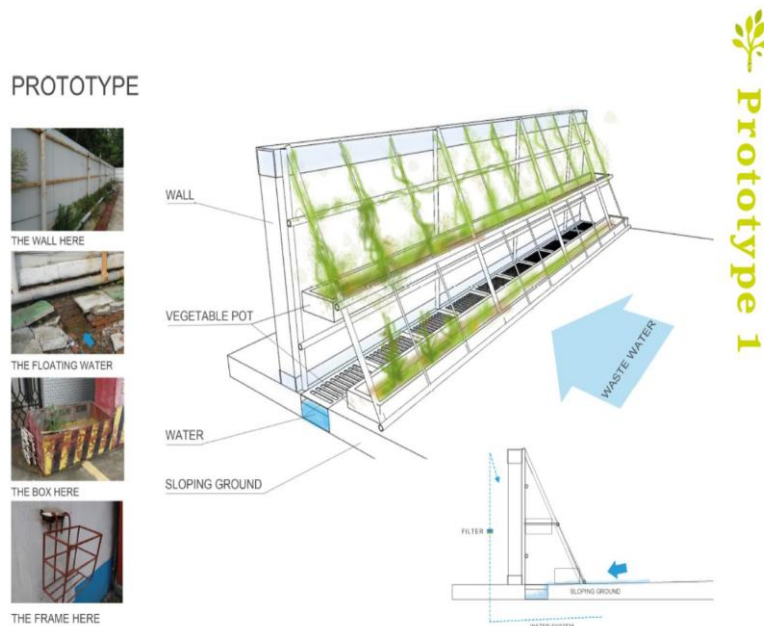 PROTOTYPE
THE WALL HERE
THE FLOATING WATER
THE BOX HERE
THE FRAME HERE
WALL
VEGETABLE POT
WATER
SLOPING GROUND
WASTE WATER
FILTER
SLOPING GROUND
Prototype 1